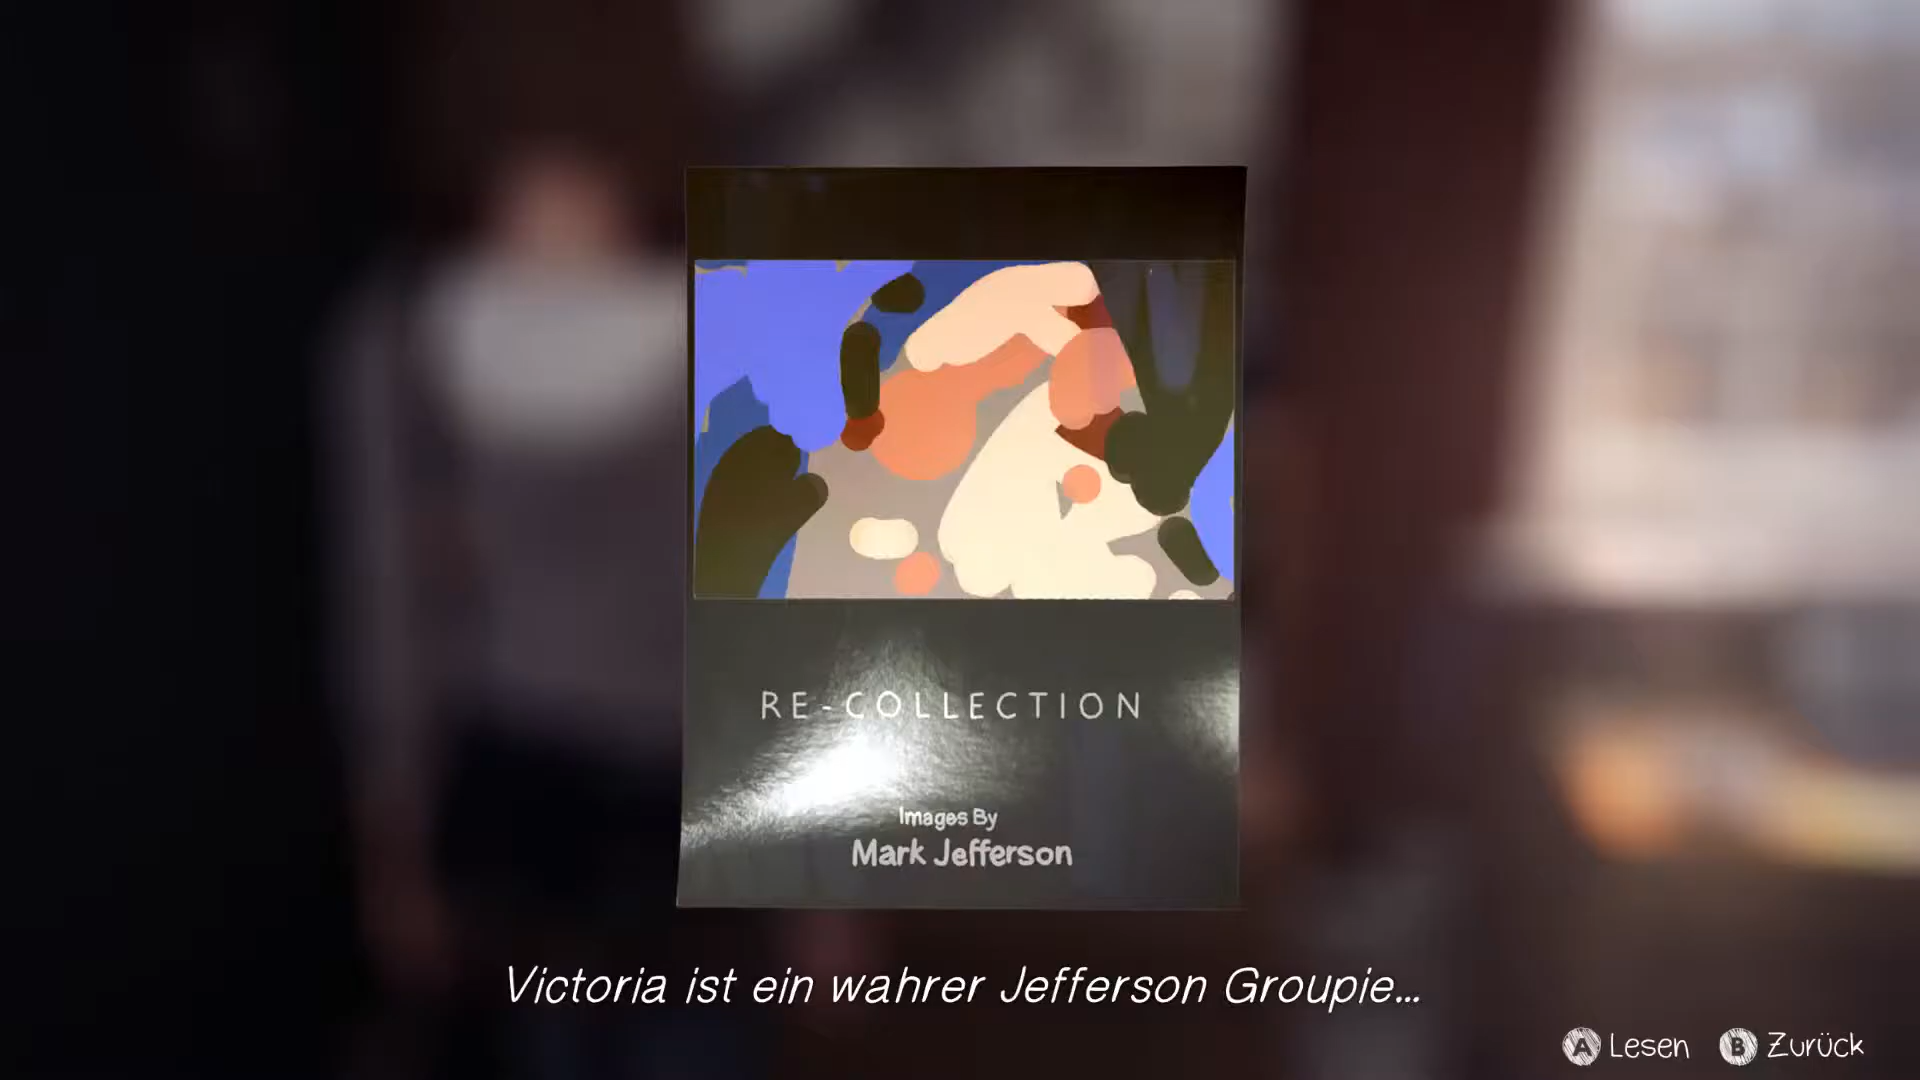 RE-COLLECTION
Images By
Mark Jefferson
Victoria ist ein wahrer Jefferson Groupie...
A Lesen B Zurück